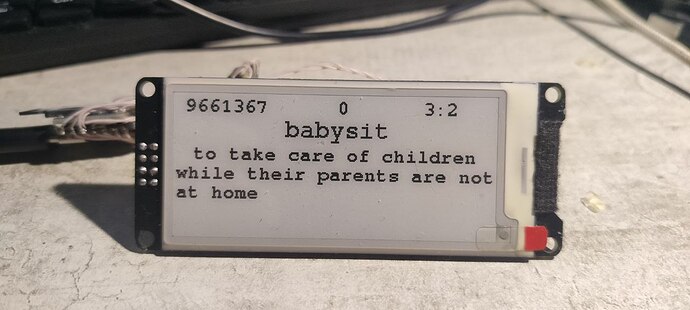 9661367 0 3:2
babysit
to take care of children
while their parents are not
at home